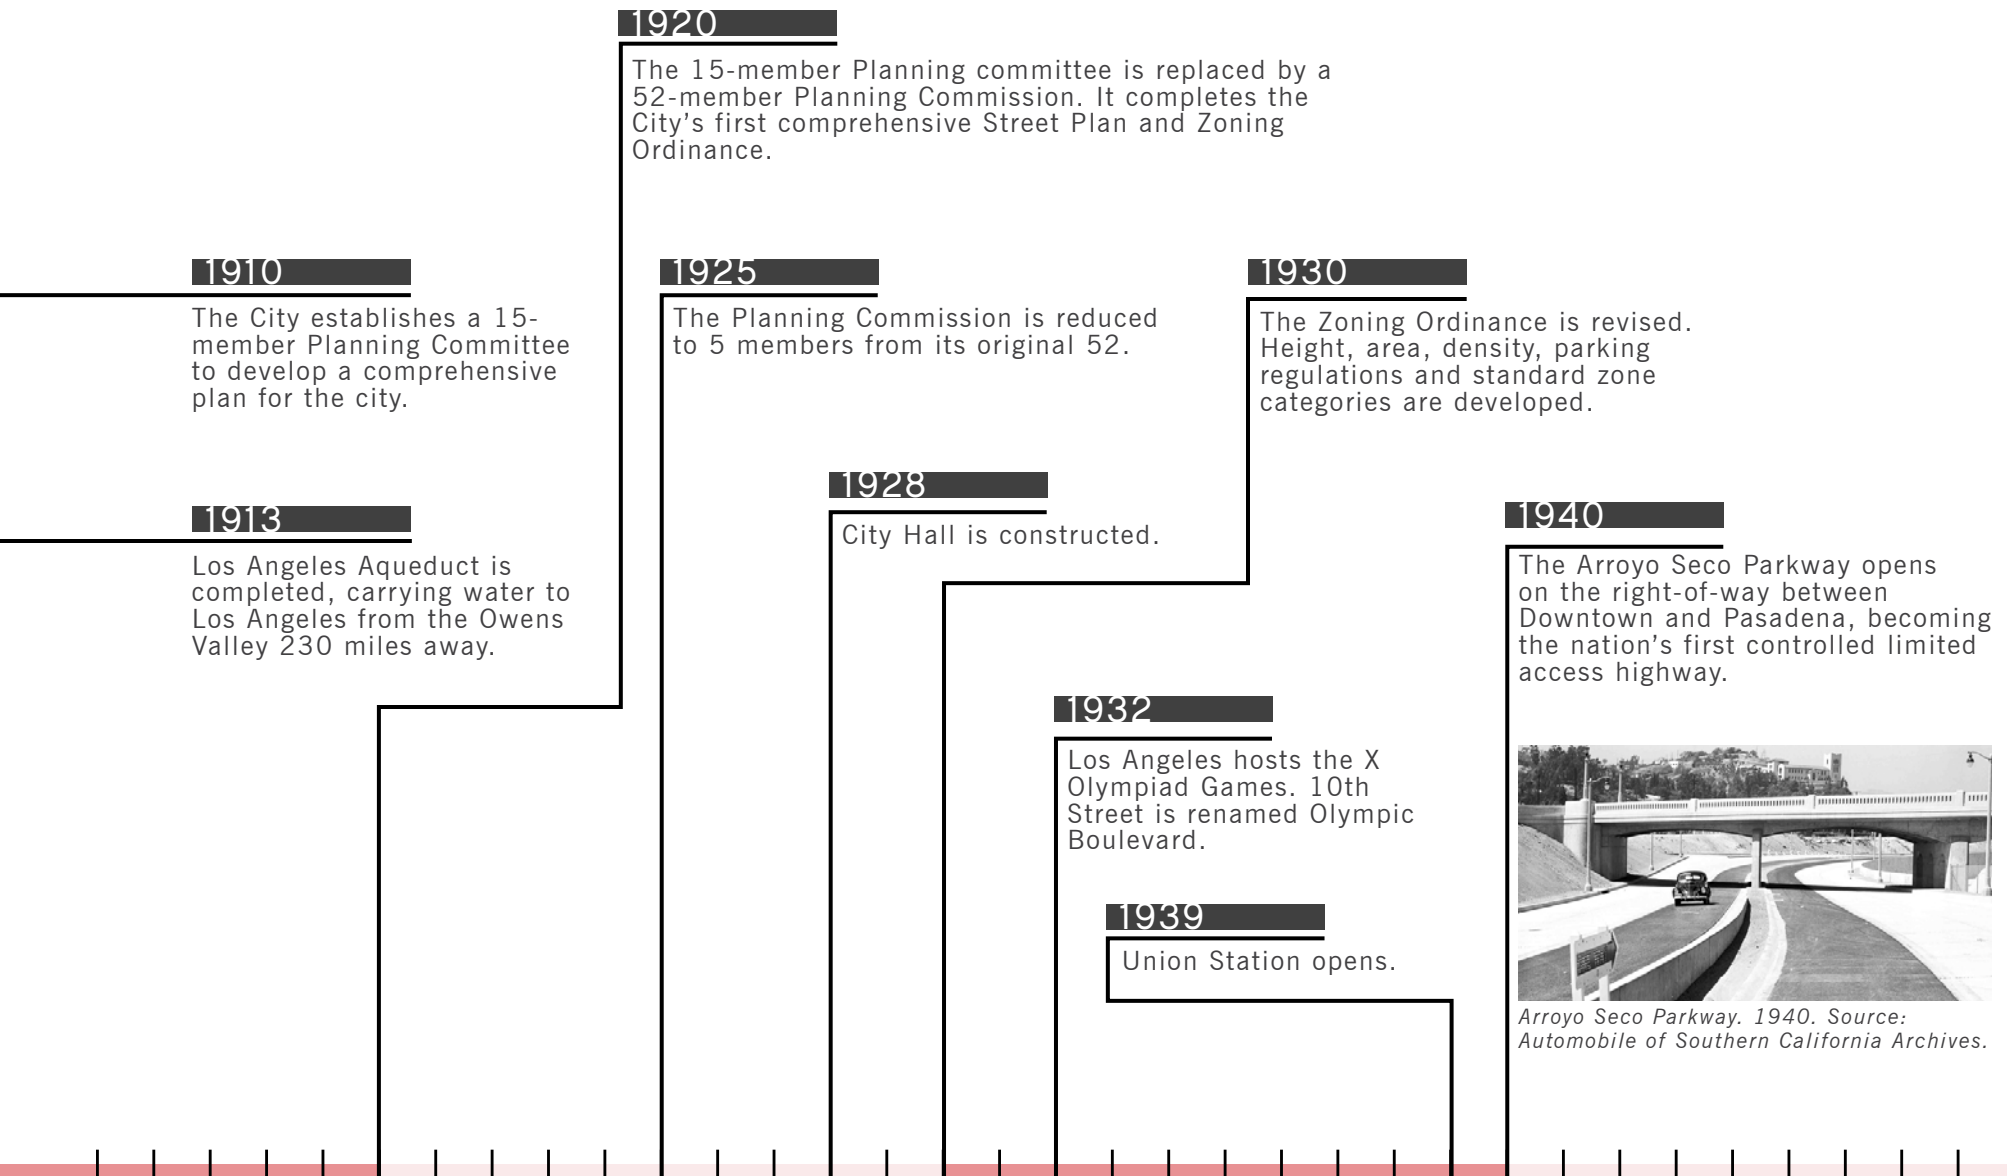 1920
The 15-member Planning committee is replaced by a
52-member Planning Commission. It completes the
City’s first comprehensive Street Plan and Zoning
Ordinance.
1910
The City establishes a 15-
member Planning Committee
to develop a comprehensive
plan for the city.
1925
The Planning Commission is reduced
to 5 members from its original 52.
1930
The Zoning Ordinance is revised.
Height, area, density, parking
regulations and standard zone
categories are developed.
1928
City Hall is constructed.
1913
Los Angeles Aqueduct is
completed, carrying water to
Los Angeles from the Owens
Valley 230 miles away.
1940
The Arroyo Seco Parkway opens
on the right-of-way between
Downtown and Pasadena, becoming
the nation’s first controlled limited
access highway.
1932
Los Angeles hosts the X
Olympiad Games. 10th
Street is renamed Olympic
Boulevard.
1939
Union Station opens.
Arroyo Seco Parkway. 1940. Source:
Automobile of Southern California Archives.